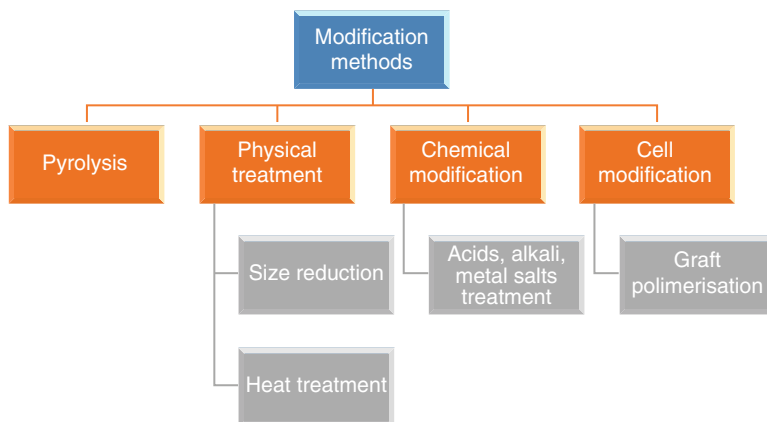 Modification
methods
Pyrolysis
Physical
treatment
Chemical
modification
Cell
modification
Size reduction
Acids, alkali,
metal salts
treatment
Graft
polimerisation
Heat treatment